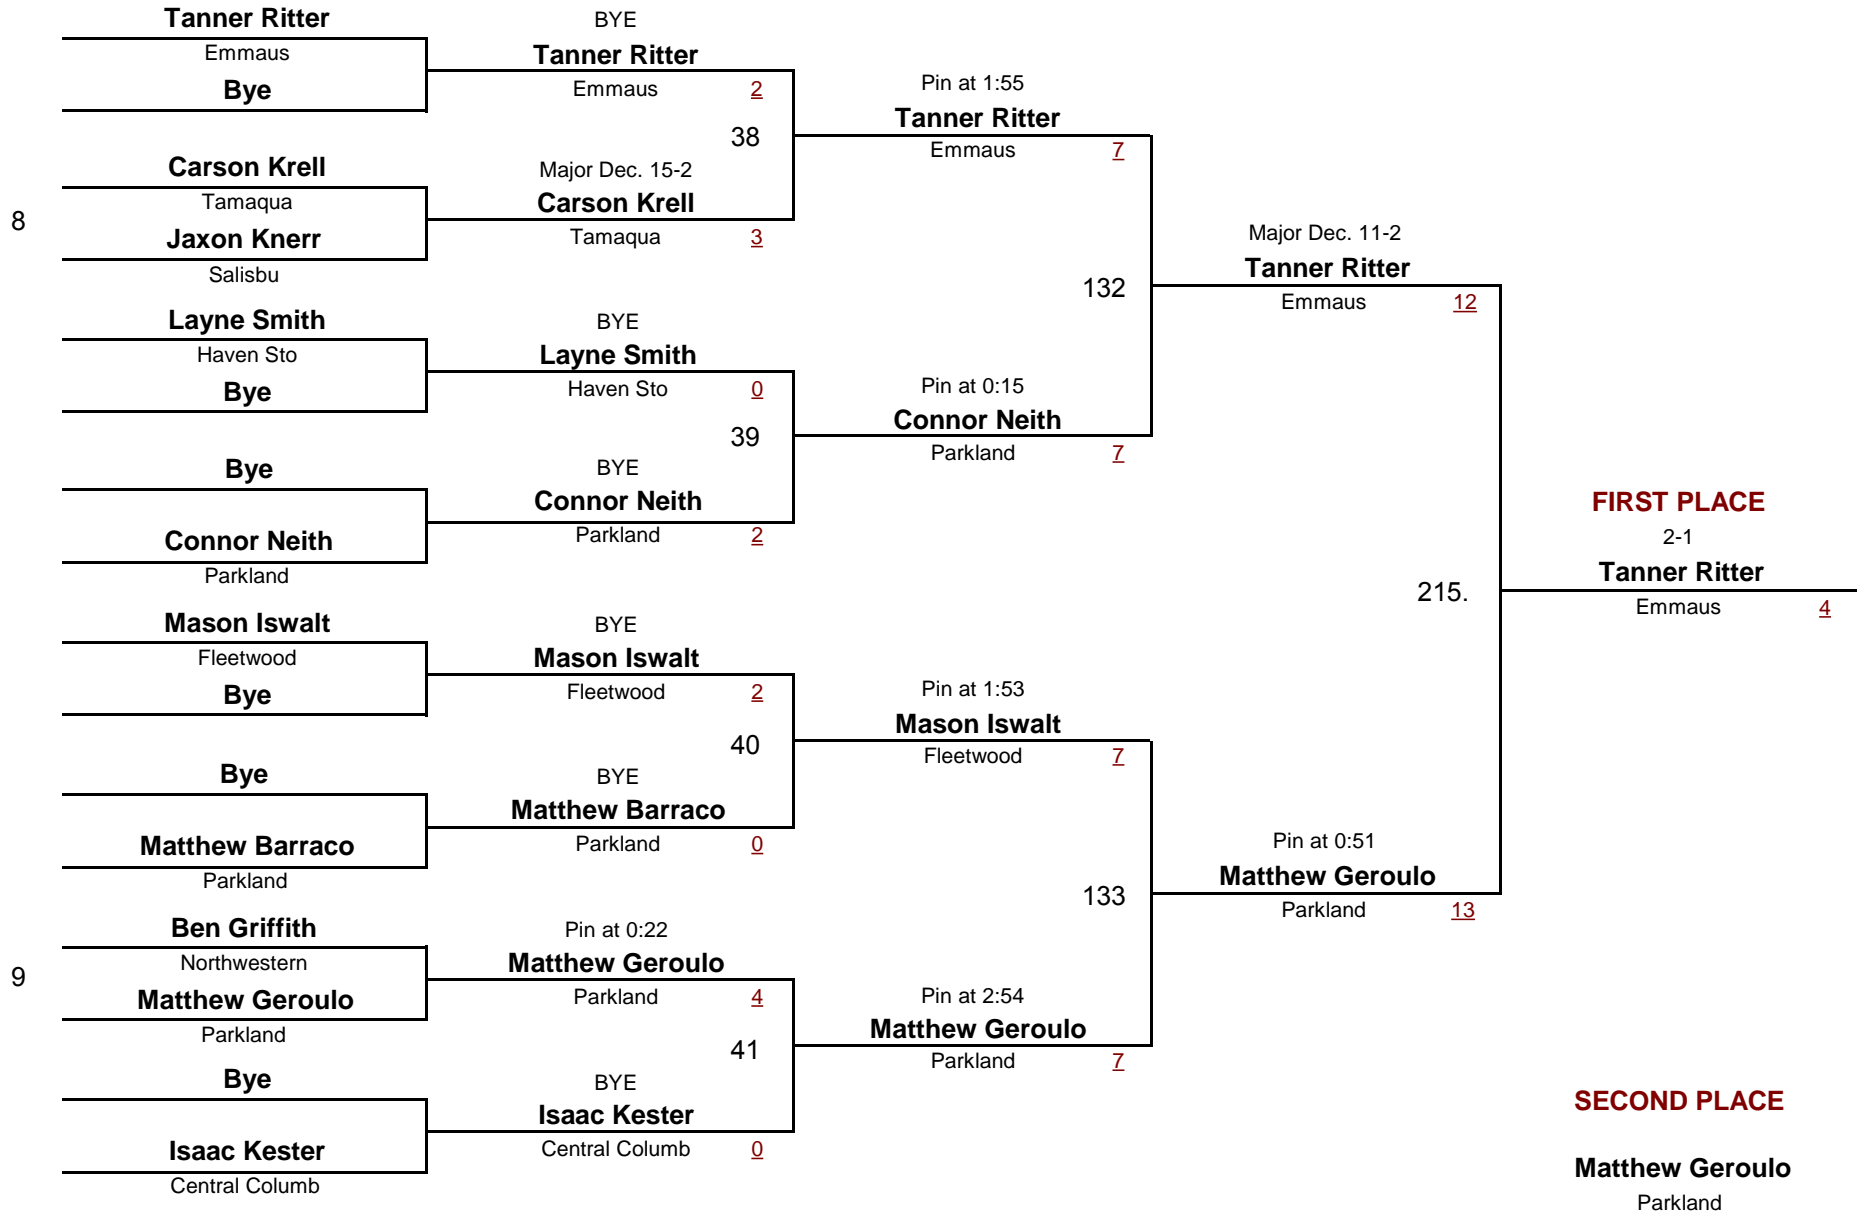 Tanner Ritter
Emmaus
Bye
8
Carson Krell
Tamaqua
Jaxon Knerr
Salisbu
Layne Smith
Haven Sto
Bye
Bye
Connor Neith
Parkland
Mason Iswalt
Fleetwood
Bye
Bye
Matthew Barraco
Parkland
9
Ben Griffith
Northwestern
Matthew Geroulo
Parkland
Bye
Isaac Kester
Central Columb
BYE
Tanner Ritter
Emmaus 2
38
Major Dec. 15-2
Carson Krell
Tamaqua 3
BYE
Layne Smith
Haven Sto 0
39
BYE
Connor Neith
Parkland 2
BYE
Mason Iswalt
Fleetwood 2
40
BYE
Matthew Barraco
Parkland 0
Pin at 0:22
Matthew Geroulo
Parkland 4
41
BYE
Isaac Kester
Central Columb 0
Pin at 1:55
Tanner Ritter
Emmaus 7
132
Pin at 0:15
Connor Neith
Parkland 7
Pin at 1:53
Mason Iswalt
Fleetwood 7
133
Pin at 2:54
Matthew Geroulo
Parkland 7
Major Dec. 11-2
Tanner Ritter
Emmaus 12
215.
Pin at 0:51
Matthew Geroulo
Parkland 13
FIRST PLACE
2-1
Tanner Ritter
Emmaus 4
SECOND PLACE
Matthew Geroulo
Parkland